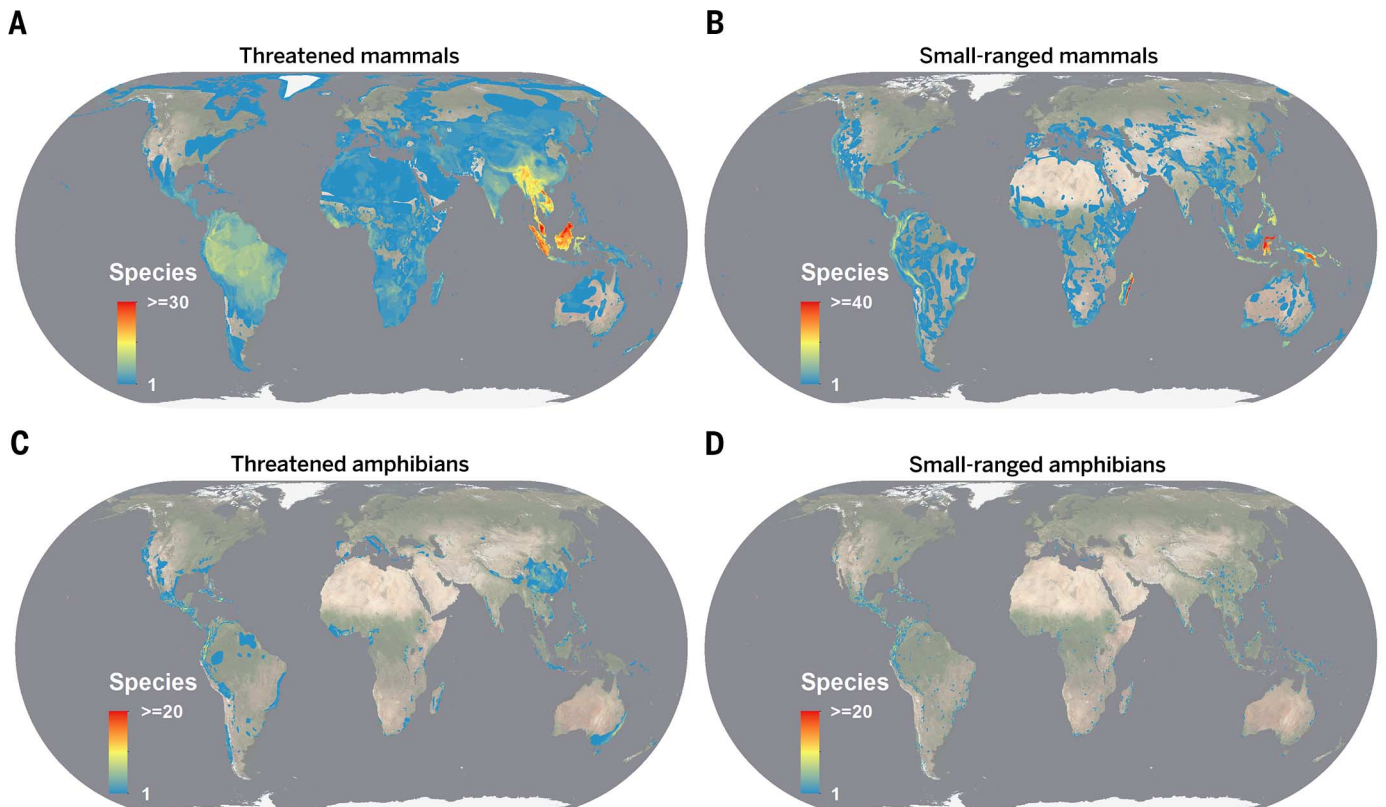 A
Threatened mammals
Species
>=30
1
B
Small-ranged mammals
Species
>=40
1
C
Threatened amphibians
Species
>=20
1
D
Small-ranged amphibians
Species
>=20
1